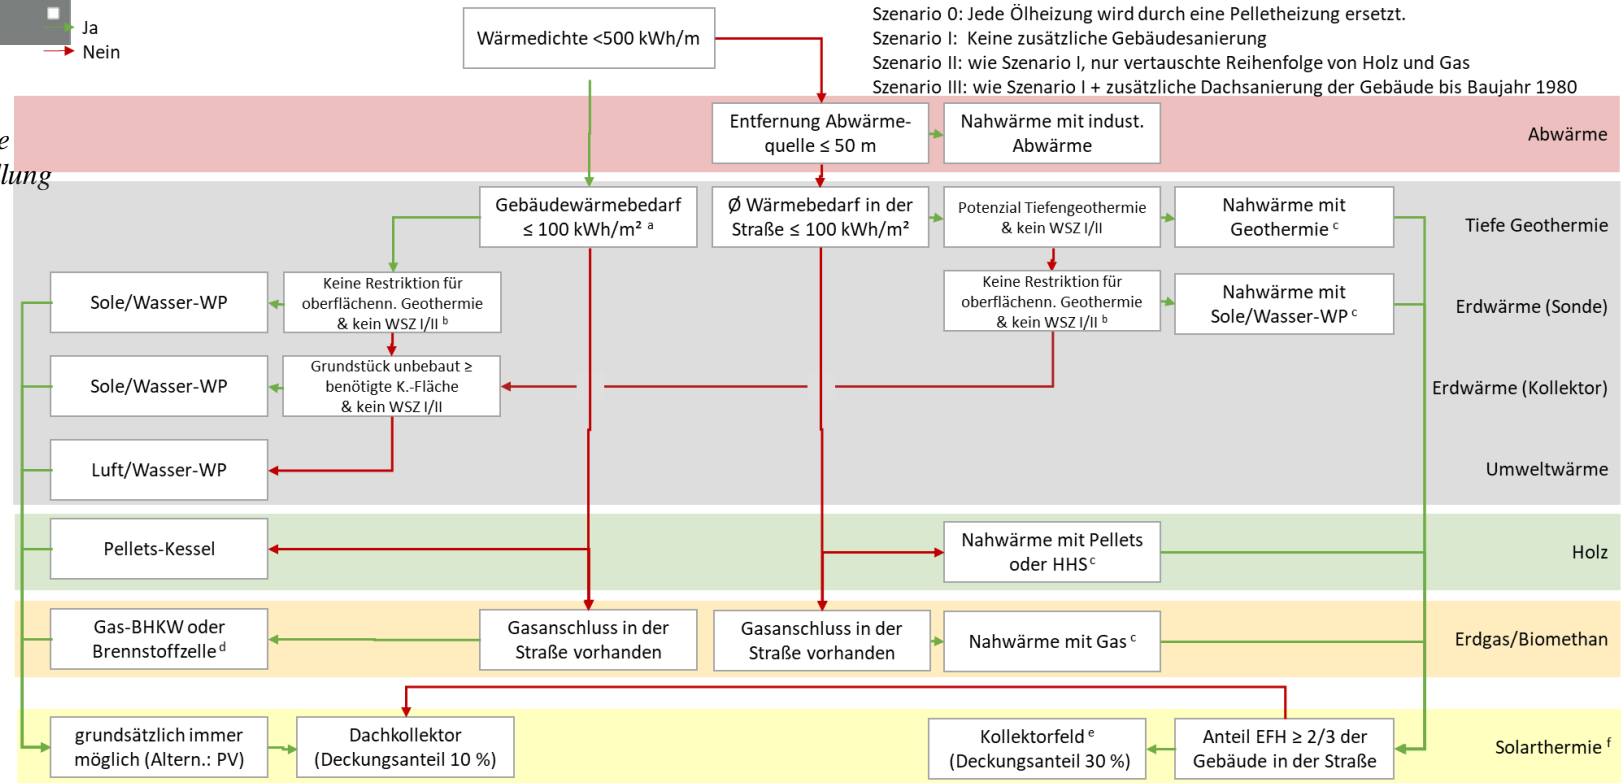 Ja
Nein
Szenario 0: Jede Ölheizung wird durch eine Pelletheizung ersetzt.
Szenario I: Keine zusätzliche Gebäudesanierung
Szenario II: wie Szenario I, nur vertauschte Reihenfolge von Holz und Gas
Szenario III: wie Szenario I + zusätzliche Dachsanierung der Gebäude bis Baujahr 1980
Wärmedichte <500 kWh/m
e
llung
Entfernung Abwärme-
quelle ≤ 50 m
Nahwärme mit indust.
Abwärme
Abwärme
Gebäudewärmebedarf
≤ 100 kWh/m² a
Ø Wärmebedarf in der
Straße ≤ 100 kWh/m²
Potenzial Tiefengeothermie
& kein WSZ I/II
Nahwärme mit
Geothermie c
Tiefe Geothermie
Sole/Wasser-WP
Keine Restriktion für
oberflächenn. Geothermie
& kein WSZ I/II b
Keine Restriktion für
oberflächenn. Geothermie
& kein WSZ I/II b
Nahwärme mit
Sole/Wasser-WP c
Erdwärme (Sonde)
Sole/Wasser-WP
Grundstück unbebaut ≥
benötigte K.-Fläche
& kein WSZ I/II
Erdwärme (Kollektor)
Luft/Wasser-WP
Umweltwärme
Pellets-Kessel
Nahwärme mit Pellets
oder HHS c
Holz
Gas-BHKW oder
Brennstoffzelle d
Gasanschluss in der
Straße vorhanden
Gasanschluss in der
Straße vorhanden
Nahwärme mit Gas c
Erdgas/Biomethan
grundsätzlich immer
möglich (Altern.: PV)
Dachkollektor
(Deckungsanteil 10 %)
Kollektorfeld e
(Deckungsanteil 30 %)
Anteil EFH ≥ 2/3 der
Gebäude in der Straße
Solarthermie f